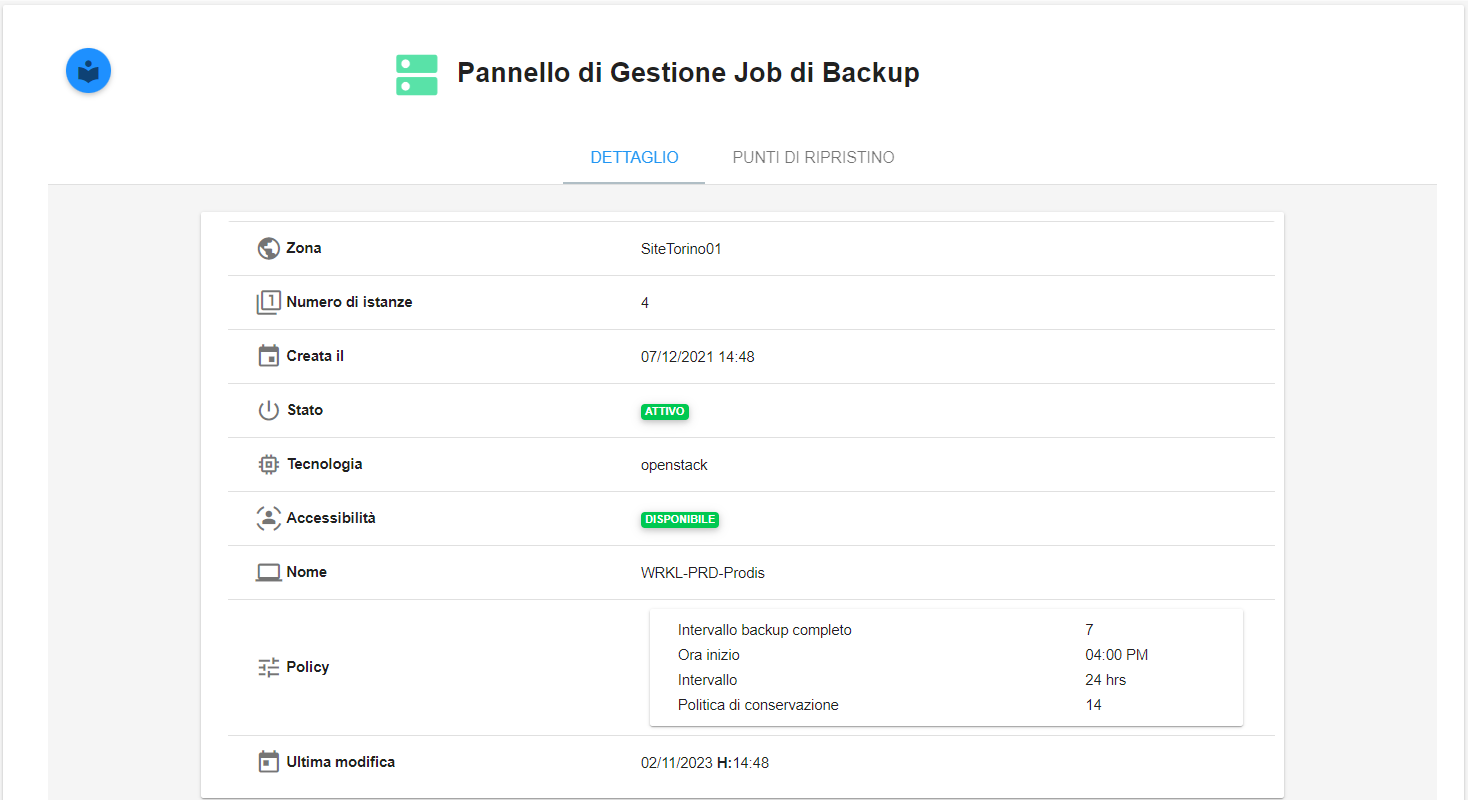 Pannello di Gestione Job di Backup
DETTAGLIO PUNTI DI RIPRISTINO
Zona SiteTorino01
1 Numero di istanze 4
Creata il 07/12/2021 14:48
Stato ATTIVO
Tecnologia openstack
Accessibilità DISPONIBILE
Nome WRKL-PRD-Prodis
Policy
Intervallo backup completo 7
Ora inizio 04:00 PM
Intervallo 24 hrs
Politica di conservazione 14
Ultima modifica 02/11/2023 H:14:48